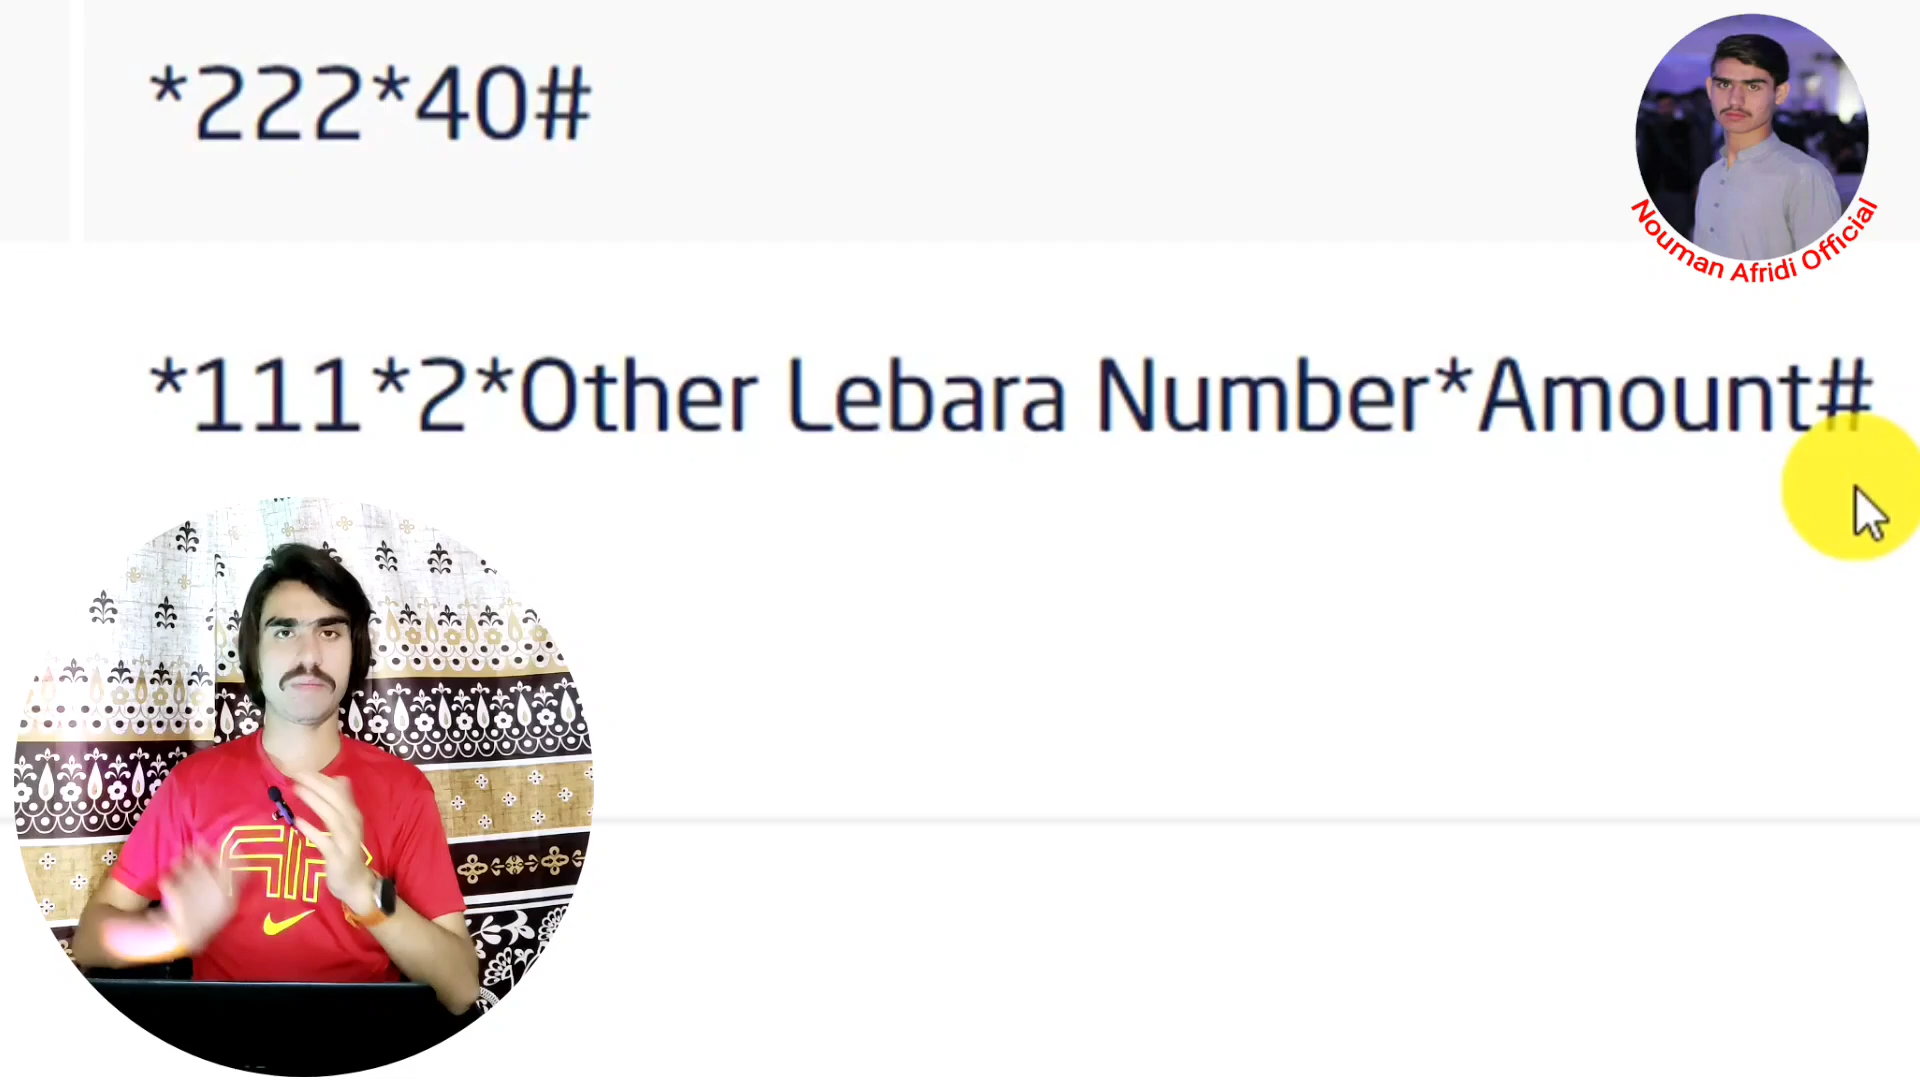 *222*40#
Nouman Afridi Official
*111*2*Other Lebara Number*Amount#